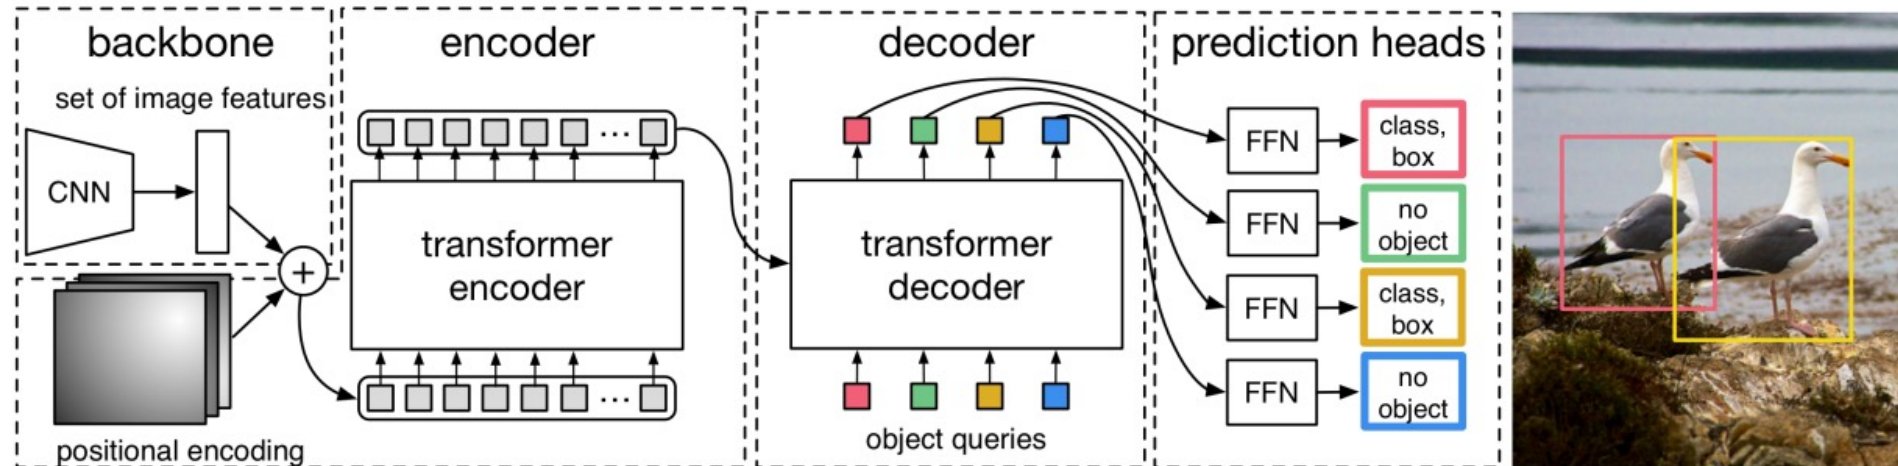 backbone
set of image features
CNN
+
positional encoding
encoder
...
transformer
encoder
...
decoder
transformer
decoder
object queries
prediction heads
FFN
class,
box
FFN
no
object
FFN
class,
box
FFN
no
object